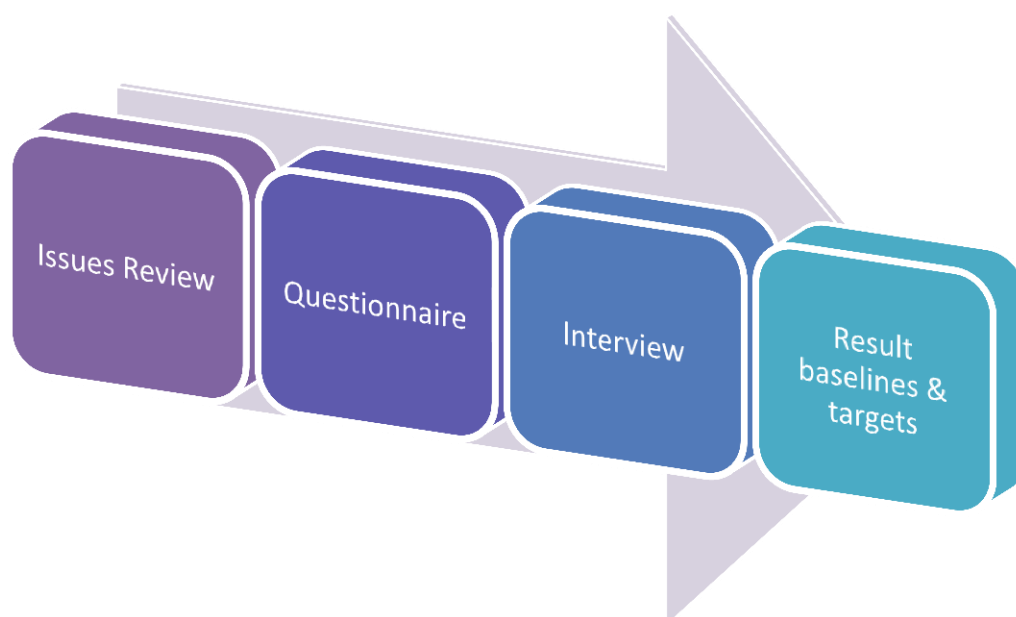 Issues Review
Questionnaire
Interview
Result
baselines &
targets